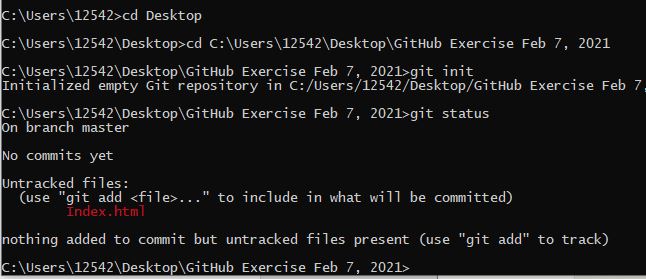 C:\Users\12542>cd Desktop
C:\Users\12542\Desktop>cd C:\Users\12542\Desktop\GitHub Exercise Feb 7, 2021
C:\Users\12542\Desktop\GitHub Exercise Feb 7, 2021>git init
Initialized empty Git repository in C:/Users/12542/Desktop/GitHub Exercise Feb 7,
C:\Users\12542\Desktop\GitHub Exercise Feb 7, 2021>git status
On branch master
No commits yet
Untracked files:
(use "git add <file>..." to include in what will be committed)
Index.html
nothing added to commit but untracked files present (use "git add" to track)
C:\Users\12542\Desktop\GitHub Exercise Feb 7, 2021>